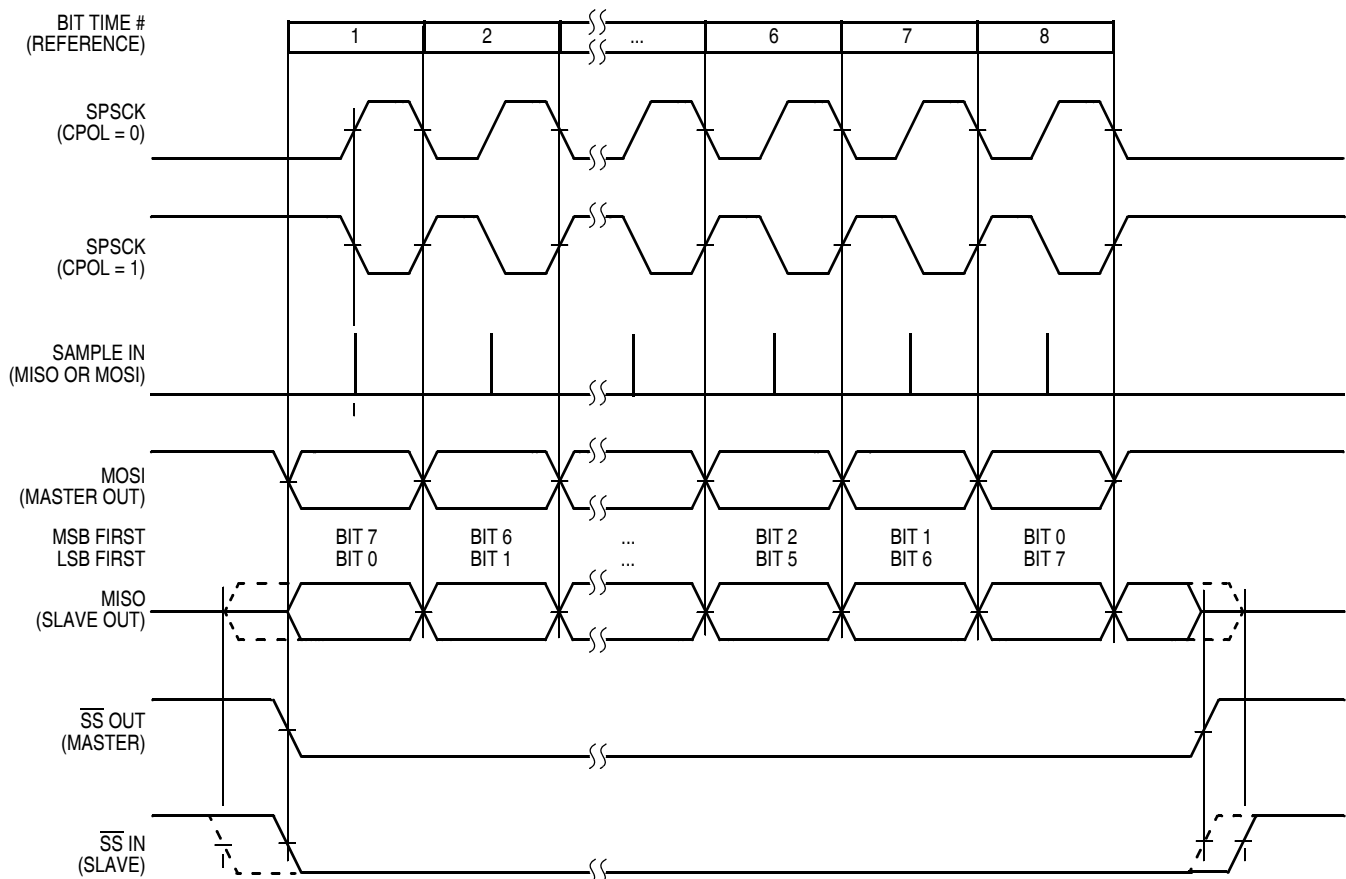 BIT TIME #
(REFERENCE)
1 2 ... 6 7 8
SPSCK
(CPOL = 0)
SPSCK
(CPOL = 1)
SAMPLE IN
(MISO OR MOSI)
MOSI
(MASTER OUT)
MSB FIRST BIT 7 BIT 6 ... BIT 2 BIT 1 BIT 0
LSB FIRST BIT 0 BIT 1 ... BIT 5 BIT 6 BIT 7
MISO
(SLAVE OUT)
S̅S̅ OUT
(MASTER)
S̅S̅ IN
(SLAVE)